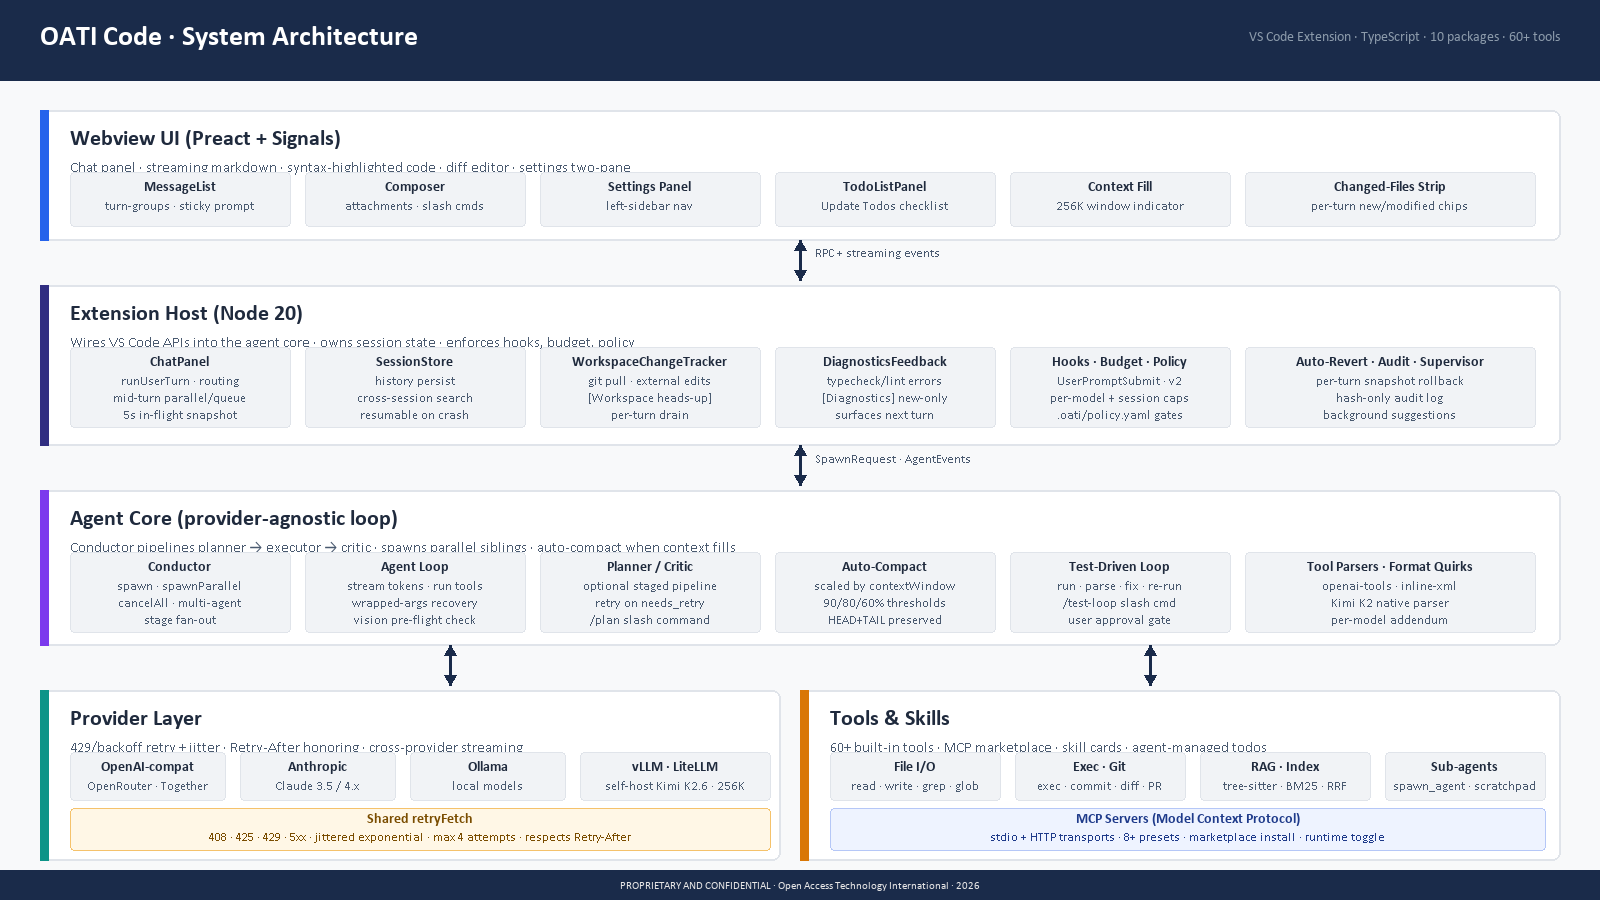 OATI Code · System Architecture
VS Code Extension · TypeScript · 10 packages · 60+ tools
Webview UI (Preact + Signals)
Chat panel · streaming markdown · syntax-highlighted code · diff editor · settings two-pane
MessageList
turn-groups · sticky prompt
Composer
attachments · slash cmds
Settings Panel
left-sidebar nav
TodoListPanel
Update Todos checklist
Context Fill
256K window indicator
Changed-Files Strip
per-turn new/modified chips
RPC + streaming events
Extension Host (Node 20)
Wires VS Code APIs into the agent core · owns session state · enforces hooks, budget, policy
ChatPanel
runUserTurn · routing
mid-turn parallel/queue
5s in-flight snapshot
SessionStore
history persist
cross-session search
resumable on crash
WorkspaceChangeTracker
git pull · external edits
[Workspace heads-up]
per-turn drain
DiagnosticsFeedback
typecheck/lint errors
[Diagnostics] new-only
surfaces next turn
Hooks · Budget · Policy
UserPromptSubmit · v2
per-model + session caps
.oati/policy.yaml gates
Auto-Revert · Audit · Supervisor
per-turn snapshot rollback
hash-only audit log
background suggestions
SpawnRequest · AgentEvents
Agent Core (provider-agnostic loop)
Conductor pipelines planner → executor → critic · spawns parallel siblings · auto-compact when context fills
Conductor
spawn · spawnParallel
cancelAll · multi-agent
stage fan-out
Agent Loop
stream tokens · run tools
wrapped-args recovery
vision pre-flight check
Planner / Critic
optional staged pipeline
retry on needs_retry
/plan slash command
Auto-Compact
scaled by contextWindow
90/80/60% thresholds
HEAD+TAIL preserved
Test-Driven Loop
run · parse · fix · re-run
/test-loop slash cmd
user approval gate
Tool Parsers · Format Quirks
openai-tools · inline-xml
Kimi K2 native parser
per-model addendum
Provider Layer
429/backoff retry + jitter · Retry-After honoring · cross-provider streaming
OpenAI-compat
OpenRouter · Together
Anthropic
Claude 3.5 / 4.x
Ollama
local models
vLLM · LiteLLM
self-host Kimi K2.6 · 256K
Shared retryFetch
408 · 425 · 429 · 5xx · jittered exponential · max 4 attempts · respects Retry-After
Tools & Skills
60+ built-in tools · MCP marketplace · skill cards · agent-managed todos
File I/O
read · write · grep · glob
Exec · Git
exec · commit · diff · PR
RAG · Index
tree-sitter · BM25 · RRF
Sub-agents
spawn_agent · scratchpad
MCP Servers (Model Context Protocol)
stdio + HTTP transports · 8+ presets · marketplace install · runtime toggle
PROPRIETARY AND CONFIDENTIAL · Open Access Technology International · 2026